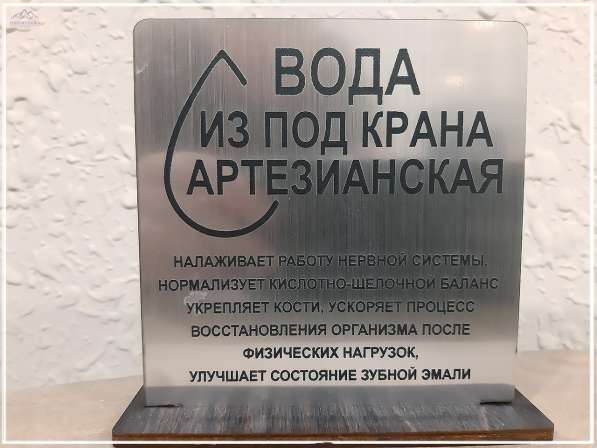 ВОДА
ИЗ ПОД КРАНА
АРТЕЗИАНСКАЯ
НАЛАЖИВАЕТ РАБОТУ НЕРВНОЙ СИСТЕМЫ.
НОРМАЛИЗУЕТ КИСЛОТНО-ЩЕЛОЧНОЙ БАЛАНС
УКРЕПЛЯЕТ КОСТИ, УСКОРЯЕТ ПРОЦЕСС
ВОССТАНОВЛЕНИЯ ОРГАНИЗМА ПОСЛЕ
ФИЗИЧЕСКИХ НАГРУЗОК,
УЛУЧШАЕТ СОСТОЯНИЕ ЗУБНОЙ ЭМАЛИ